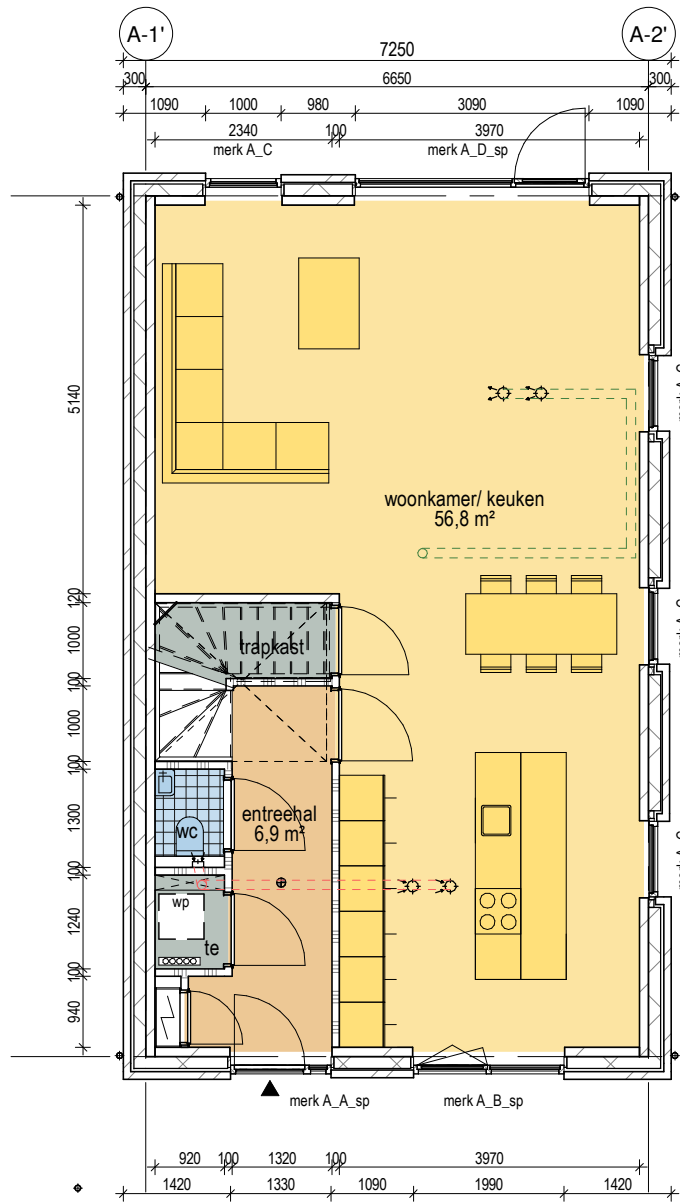 A-1' A-2'
7250
300 6650 300
1090 1000 980 3090 1090
2340 100 3970
merk A_C merk A_D_sp
5140
woonkamer/ keuken
56,8 m²
120
1000
trapkast
100
1000
100
1300
entreehal
6,9 m²
wc
100
wp
1240
te
100
940
merk A_A_sp merk A_B_sp
920 100 1320 100 3970
1420 1330 1090 1990 1420